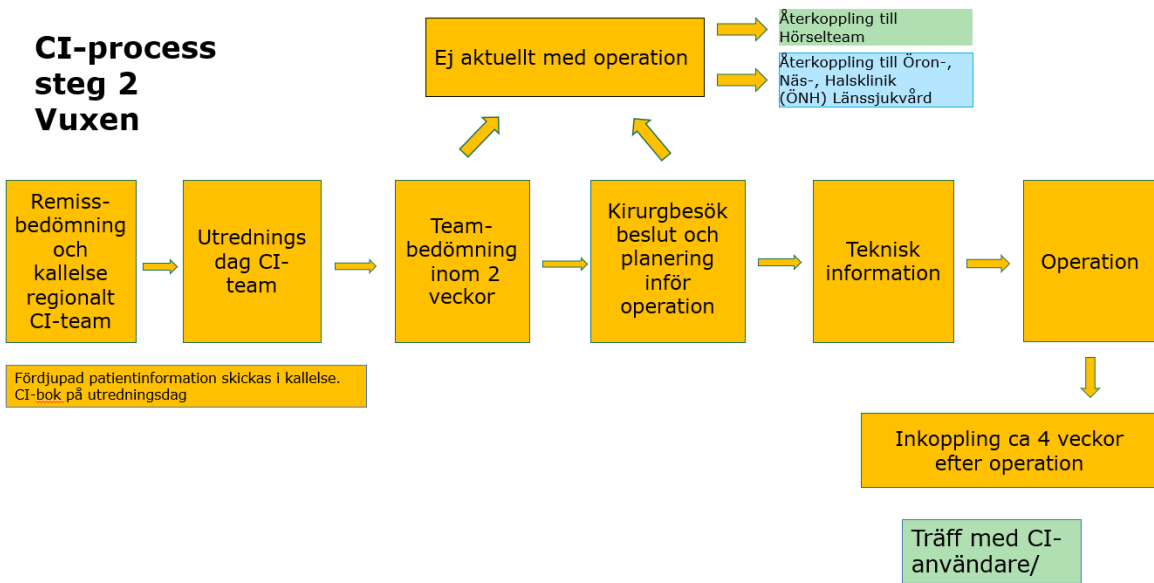 CI-process
steg 2
Vuxen
Ej aktuellt med operation
Återkoppling till
Hörselteam
Återkoppling till Öron-,
Näs-, Halsklinik
(ÖNH) Länssjukvård
Remiss-
bedömning
och
kallelse
regionalt
CI-team
Utrednings
dag CI-
team
Team-
bedömning
inom 2
veckor
Kirurgbesök
beslut och
planering
inför
operation
Teknisk
information
Operation
Fördjupad patientinformation skickas i kallelse.
CI-bok på utredningsdag
Inkoppling ca 4 veckor
efter operation
Träff med CI-
användare/